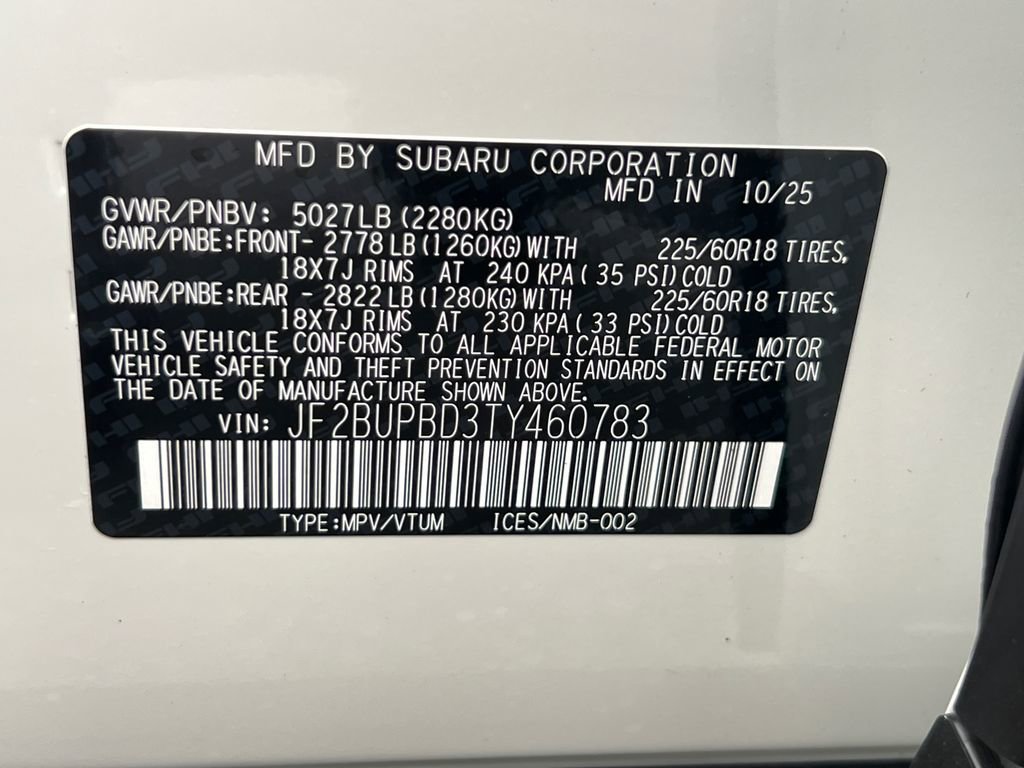 MFD BY SUBARU CORPORATION
MFD IN 10/25
GVWR/PNBV: 5027LB (2280KG)
GAWR/PNBE:FRONT- 2778 LB (1260KG) WITH 225/60R18 TIRES,
18X7J RIMS AT 240 KPA ( 35 PSI) COLD
GAWR/PNBE:REAR - 2822 LB (1280KG) WITH 225/60R18 TIRES,
18X7J RIMS AT 230 KPA ( 33 PSI) COLD
THIS VEHICLE CONFORMS TO ALL APPLICABLE FEDERAL MOTOR
VEHICLE SAFETY AND THEFT PREVENTION STANDARDS IN EFFECT ON
THE DATE OF MANUFACTURE SHOWN ABOVE.
VIN: JF2BUPBD3TY460783
TYPE:MPV/VTUM ICES/NMB-002